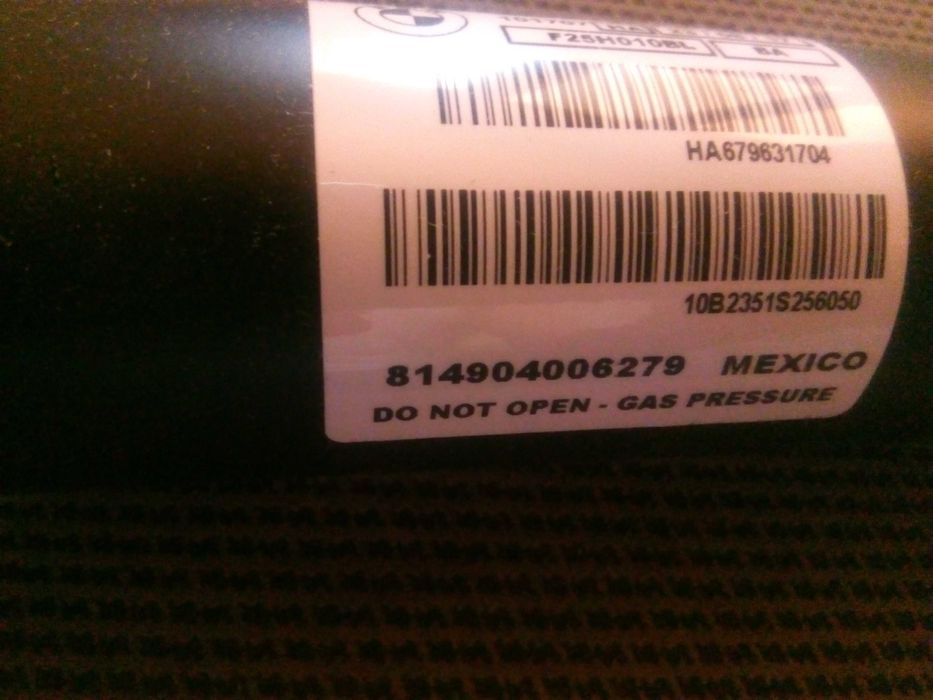 F25H010BL 8A
HA679631704
10B2351S256050
814904006279 MEXICO
DO NOT OPEN - GAS PRESSURE